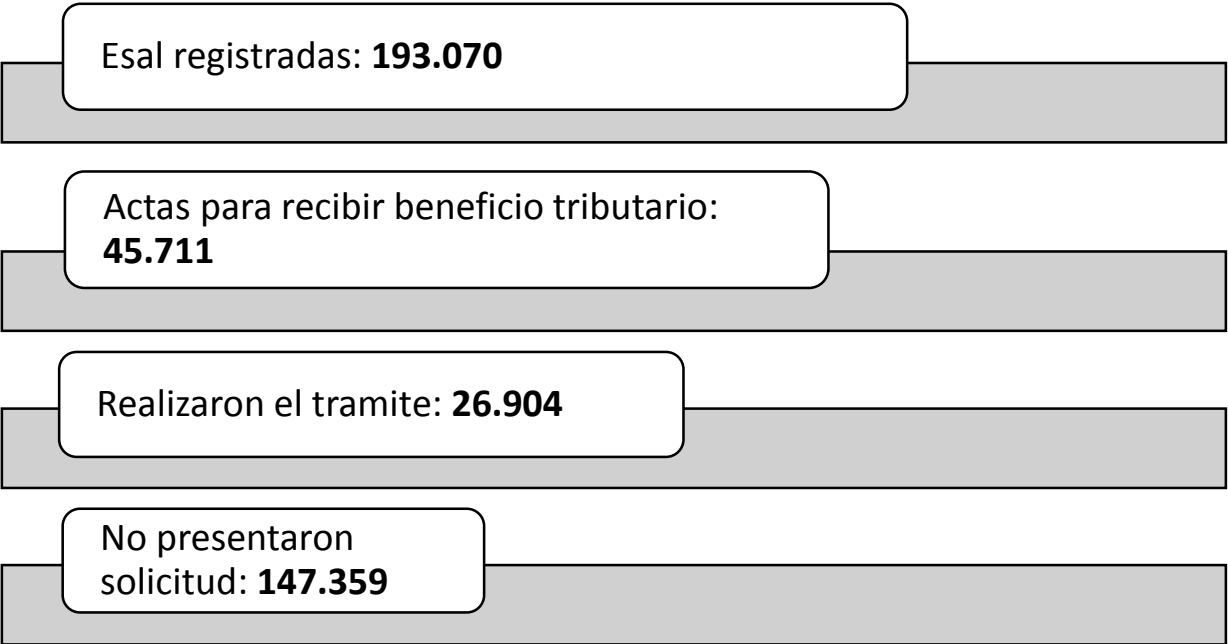 Esal registradas: 193.070
Actas para recibir beneficio tributario:
45.711
Realizaron el tramite: 26.904
No presentaron
solicitud: 147.359